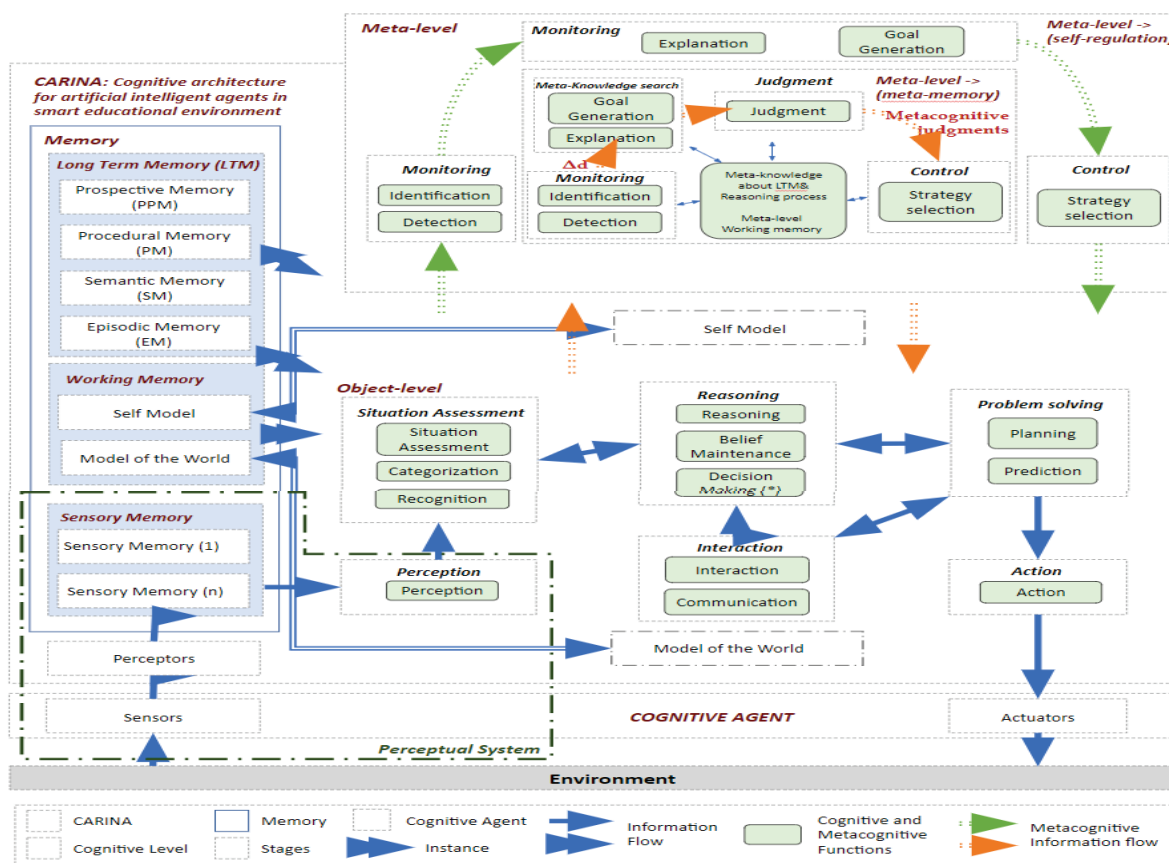 Meta-level
Monitoring
Explanation
Goal
Generation
Meta-level ->
(self-regulation)
CARINA: Cognitive architecture
for artificial intelligent agents in
smart educational environment
Meta-Knowledge search
Goal
Generation
Explanation
Judgment
Judgment
Meta-level ->
(meta-memory)
Metacognitive
judgments
Δd
Monitoring
Identification
Detection
Monitoring
Identification
Detection
Meta-knowledge
about LTM&
Reasoning process
Meta-level
Working memory
Control
Strategy
selection
Control
Strategy
selection
Memory
Long Term Memory (LTM)
Prospective Memory
(PPM)
Procedural Memory
(PM)
Semantic Memory
(SM)
Episodic Memory
(EM)
Working Memory
Self Model
Model of the World
Sensory Memory
Sensory Memory (1)
Sensory Memory (n)
Perceptors
Sensors
Self Model
Object-level
Situation Assessment
Situation
Assessment
Categorization
Recognition
Reasoning
Reasoning
Belief
Maintenance
Decision
Making {*}
Problem solving
Planning
Prediction
Perception
Perception
Interaction
Interaction
Communication
Action
Action
Model of the World
COGNITIVE AGENT
Actuators
Perceptual System
Environment
CARINA
Memory
Cognitive Agent
Information
Flow
Cognitive and
Metacognitive
Functions
Metacognitive
Information flow
Cognitive Level
Stages
Instance